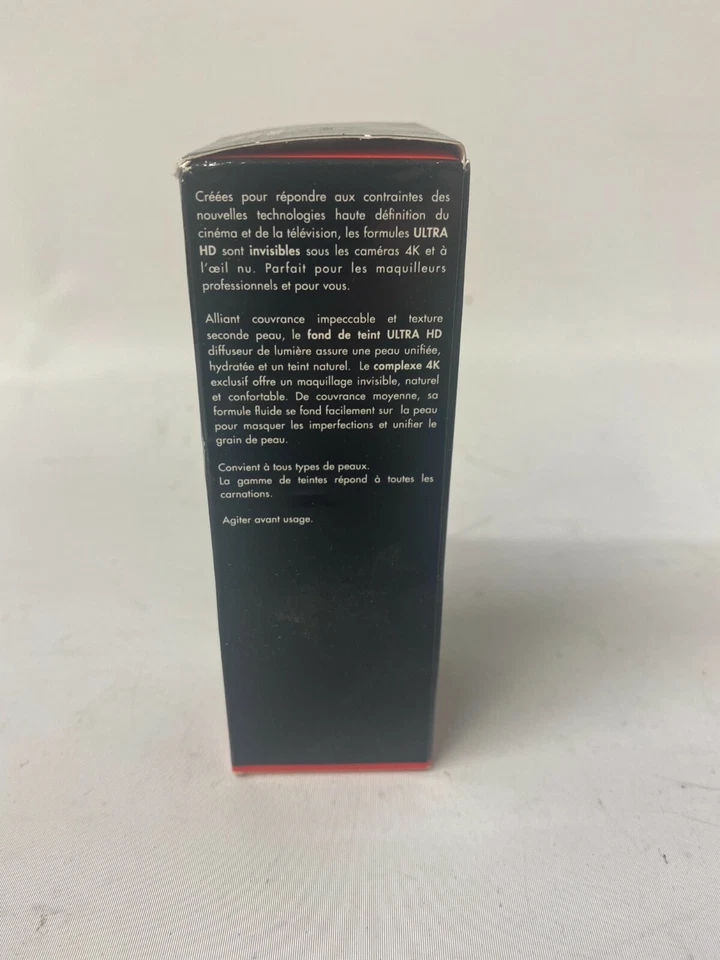 Créées pour répondre aux contraintes des
nouvelles technologies haute définition du
cinéma et de la télévision, les formules ULTRA
HD sont invisibles sous les caméras 4K et à
l'œil nu. Parfait pour les maquilleurs
professionnels et pour vous.
Alliant couvrance impeccable et texture
seconde peau, le fond de teint ULTRA HD
diffuseur de lumière assure une peau unifiée,
hydratée et un teint naturel. Le complexe 4K
exclusif offre un maquillage invisible, naturel
et confortable. De couvrance moyenne, sa
formule fluide se fond facilement sur la peau
pour masquer les imperfections et unifier le
grain de peau.
Convient à tous types de peaux.
La gamme de teintes répond à toutes les
carnations.
Agiter avant usage.